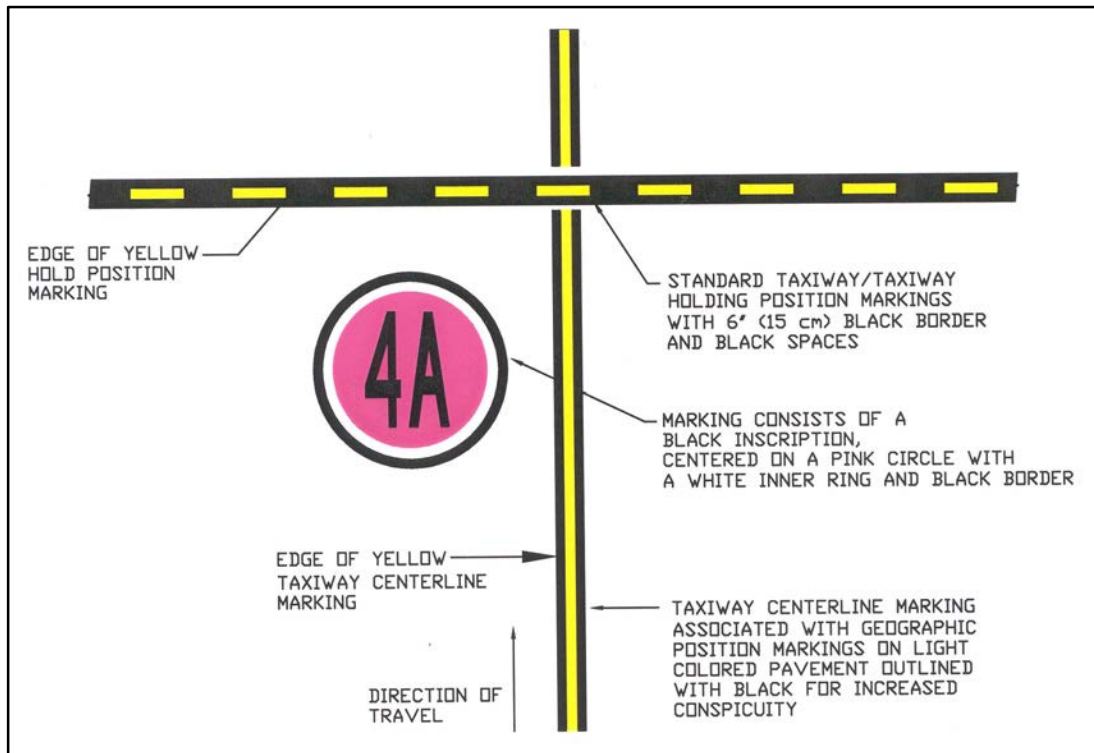 EDGE OF YELLOW
HOLD POSITION
MARKING
STANDARD TAXIWAY/TAXIWAY
HOLDING POSITION MARKINGS
WITH 6" (15 cm) BLACK BORDER
AND BLACK SPACES
4A
MARKING CONSISTS OF A
BLACK INSCRIPTION,
CENTERED ON A PINK CIRCLE WITH
A WHITE INNER RING AND BLACK BORDER
EDGE OF YELLOW
TAXIWAY CENTERLINE
MARKING
TAXIWAY CENTERLINE MARKING
ASSOCIATED WITH GEOGRAPHIC
POSITION MARKINGS ON LIGHT
COLORED PAVEMENT OUTLINED
WITH BLACK FOR INCREASED
CONSPICUITY
DIRECTION OF
TRAVEL